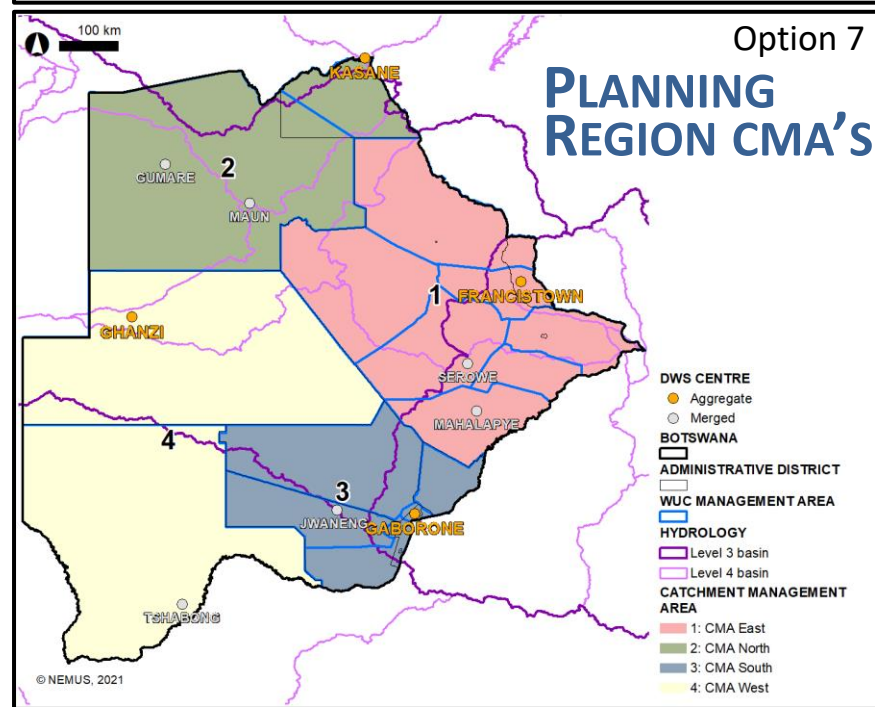 Option 7
PLANNING
REGION CMA'S
100 km
KASANE
GUMARE
2
MAUN
1
FRANCISTOWN
GHANZI
SEROWE
MAHALAPYE
4
3
JWANENG
GABORONE
TSHABONG
DWS CENTRE
Aggregate
Merged
BOTSWANA
ADMINISTRATIVE DISTRICT
WUC MANAGEMENT AREA
HYDROLOGY
Level 3 basin
Level 4 basin
CATCHMENT MANAGEMENT
AREA
1: CMA East
2: CMA North
3: CMA South
4: CMA West
© NEMUS, 2021